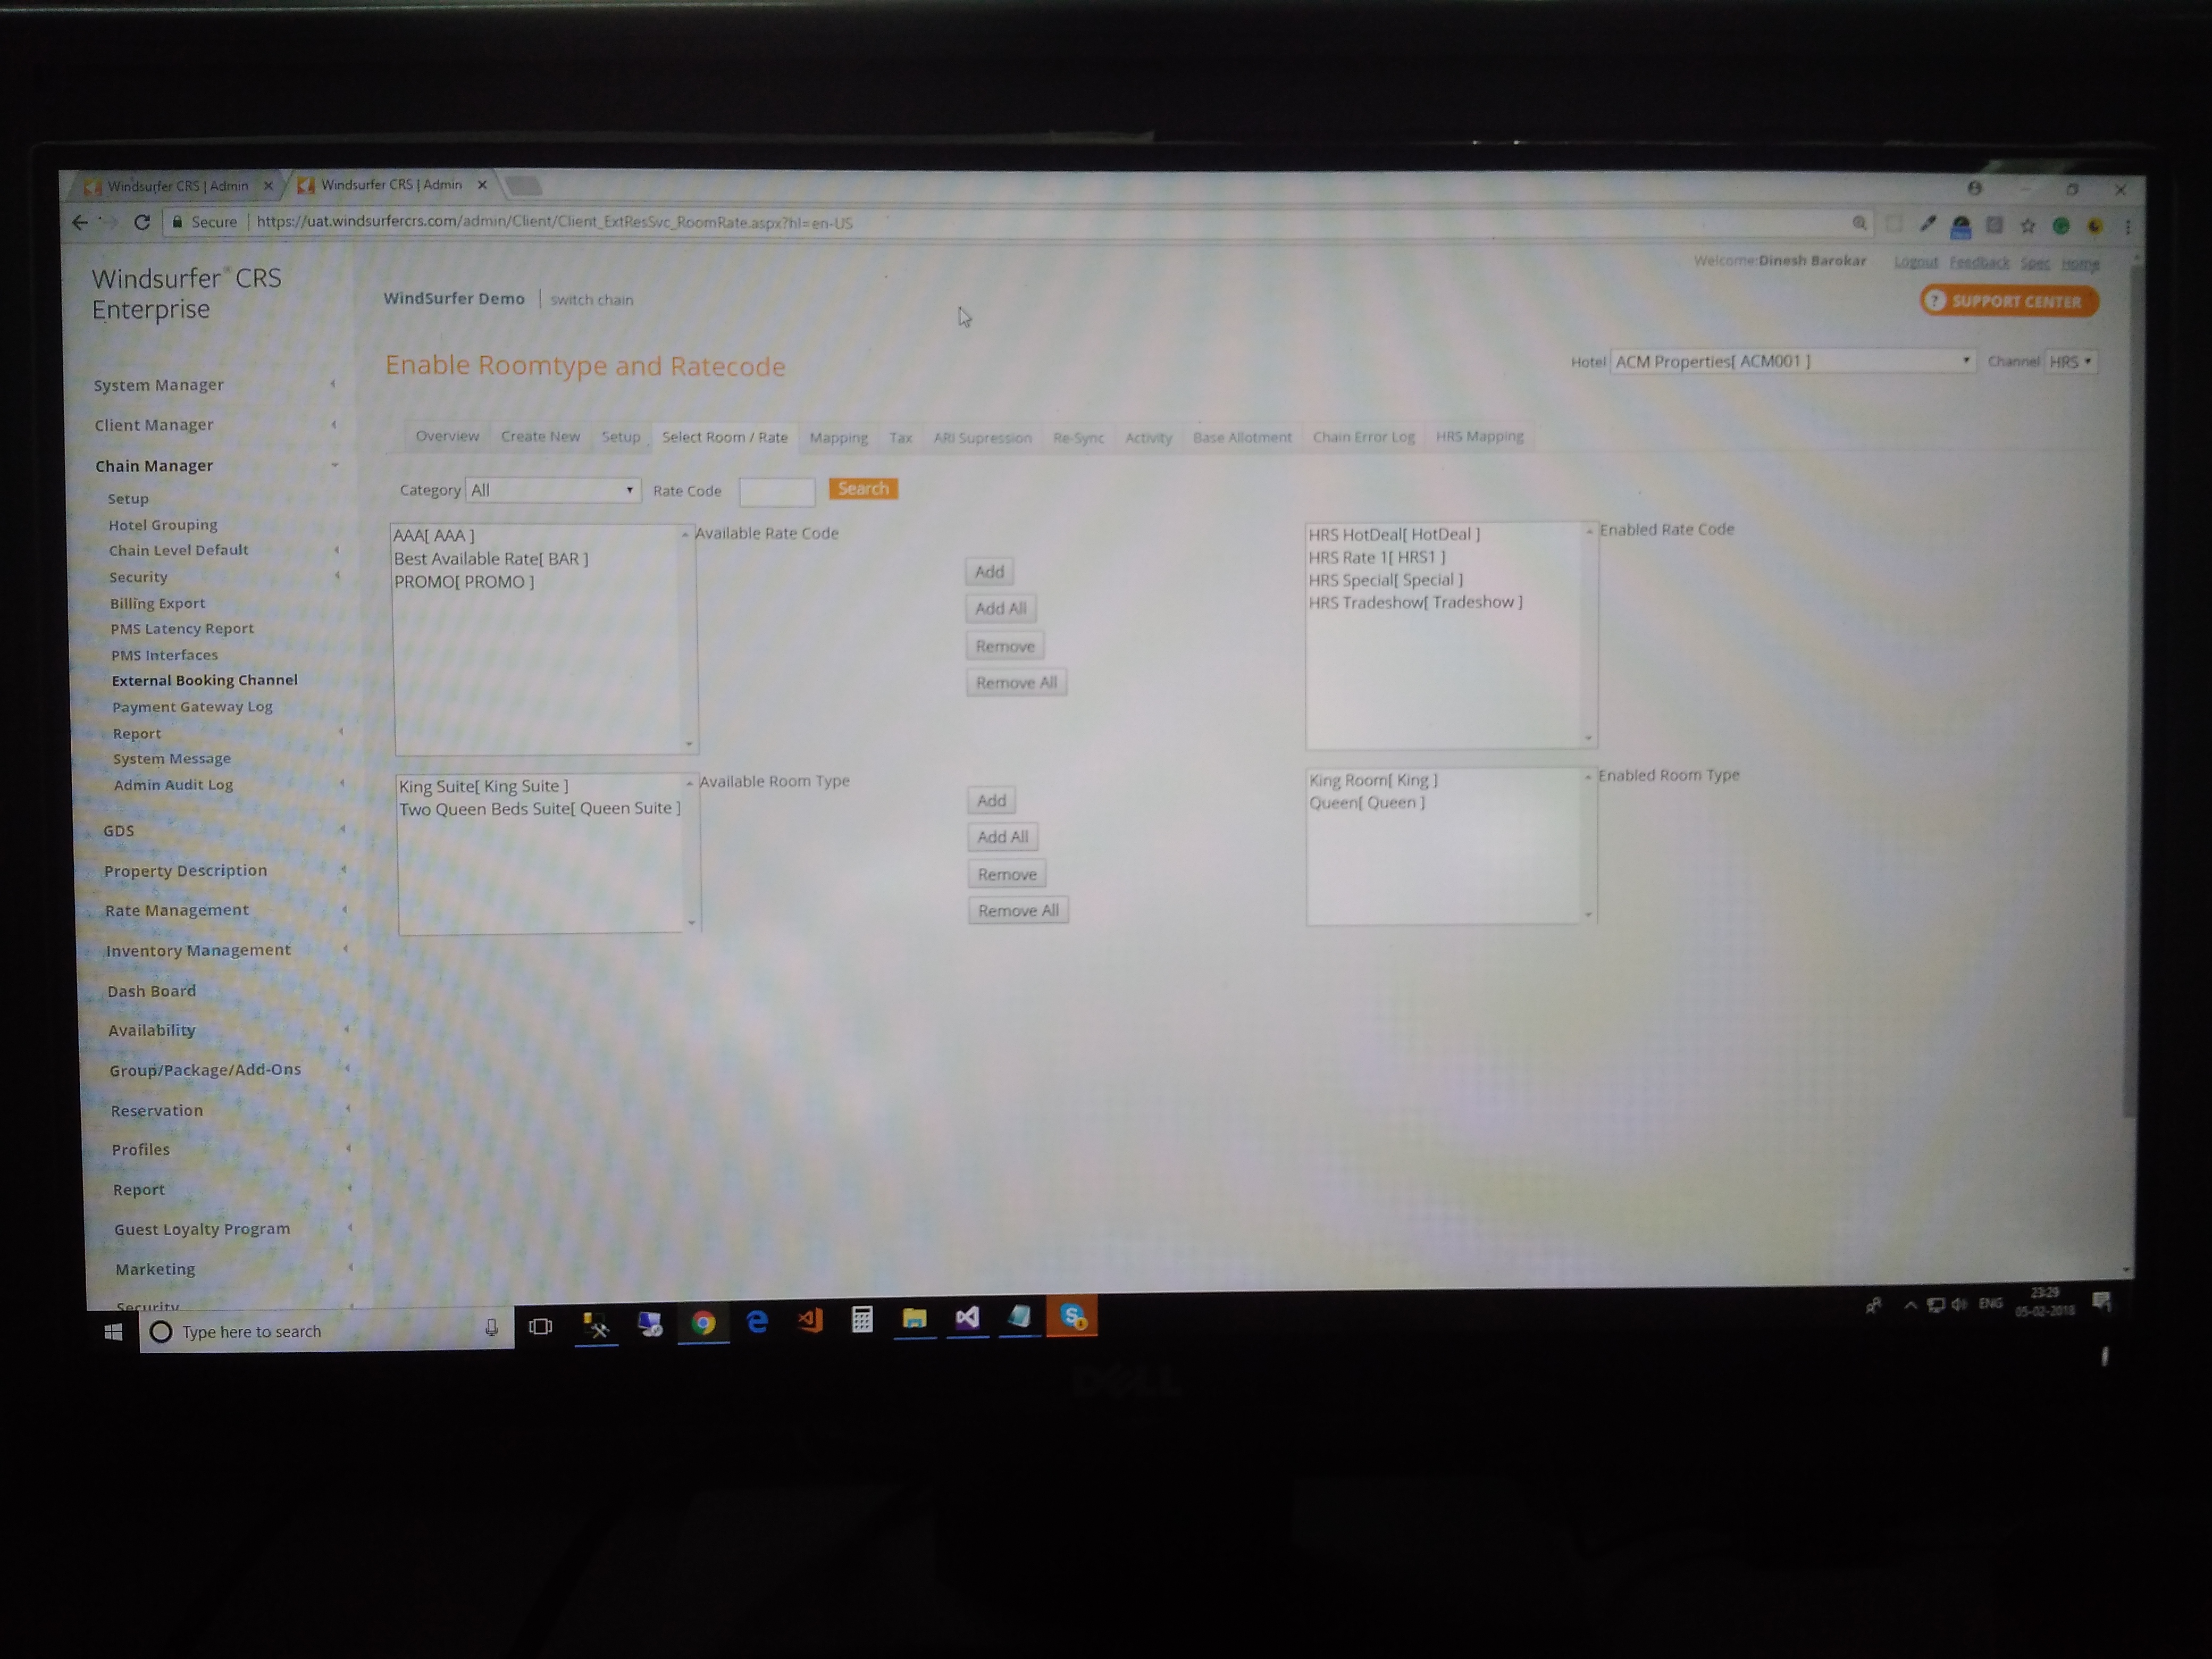 Windsurfer CRS | Admin
Windsurfer CRS | Admin
Secure
https://uat.windsurfercrs.com/admin/Client/Client_ExtResSvc_RoomRate.aspx?hl=en-US
Windsurfer® CRS
Enterprise
WindSurfer Demo | switch chain
Welcome:Dinesh Barokar Logout Feedback Spec Home
? SUPPORT CENTER
Enable Roomtype and Ratecode
Hotel ACM Properties[ ACM001 ] Channel HRS
Overview Create New Setup Select Room / Rate Mapping Tax ARI Supression Re-Sync Activity Base Allotment Chain Error Log HRS Mapping
Category All Rate Code Search
AAA[ AAA ]
Best Available Rate[ BAR ]
PROMO[ PROMO ]
Available Rate Code
Add
Add All
Remove
Remove All
HRS HotDeal[ HotDeal ]
HRS Rate 1[ HRS1 ]
HRS Special[ Special ]
HRS Tradeshow[ Tradeshow ]
Enabled Rate Code
King Suite[ King Suite ]
Two Queen Beds Suite[ Queen Suite ]
Available Room Type
Add
Add All
Remove
Remove All
King Room[ King ]
Queen[ Queen ]
Enabled Room Type
System Manager
Client Manager
Chain Manager
Setup
Hotel Grouping
Chain Level Default
Security
Billing Export
PMS Latency Report
PMS Interfaces
External Booking Channel
Payment Gateway Log
Report
System Message
Admin Audit Log
GDS
Property Description
Rate Management
Inventory Management
Dash Board
Availability
Group/Package/Add-Ons
Reservation
Profiles
Report
Guest Loyalty Program
Marketing
Security
Type here to search
ENG
23:29
05-02-2018
DELL